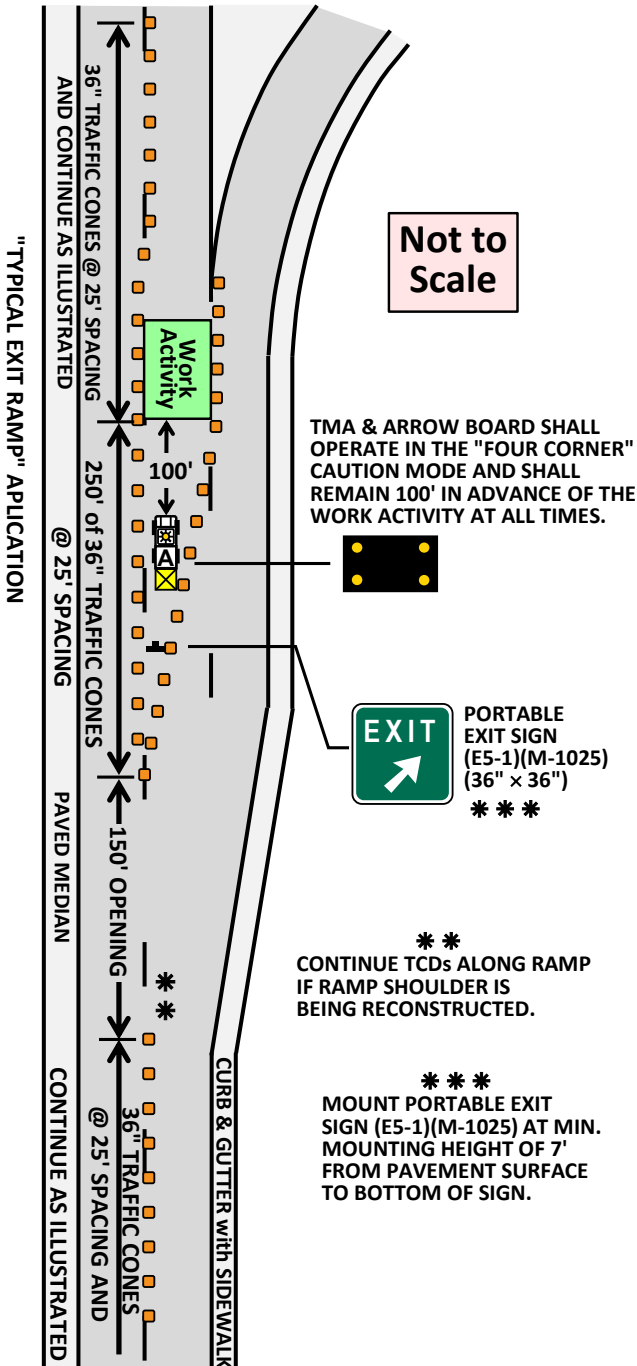 Not to
Scale
36" TRAFFIC CONES @ 25' SPACING
AND CONTINUE AS ILLUSTRATED
"TYPICAL EXIT RAMP" APLICATION
Work
Activity
100'
A
TMA & ARROW BOARD SHALL
OPERATE IN THE "FOUR CORNER"
CAUTION MODE AND SHALL
REMAIN 100' IN ADVANCE OF THE
WORK ACTIVITY AT ALL TIMES.
250' of 36" TRAFFIC CONES
@ 25' SPACING
EXIT
PORTABLE
EXIT SIGN
(E5-1)(M-1025)
(36" × 36")
* * *
150' OPENING
PAVED MEDIAN
* *
* *
CONTINUE TCDs ALONG RAMP
IF RAMP SHOULDER IS
BEING RECONSTRUCTED.
* * *
MOUNT PORTABLE EXIT
SIGN (E5-1)(M-1025) AT MIN.
MOUNTING HEIGHT OF 7'
FROM PAVEMENT SURFACE
TO BOTTOM OF SIGN.
CURB & GUTTER with SIDEWALK
36" TRAFFIC CONES
@ 25' SPACING AND
CONTINUE AS ILLUSTRATED